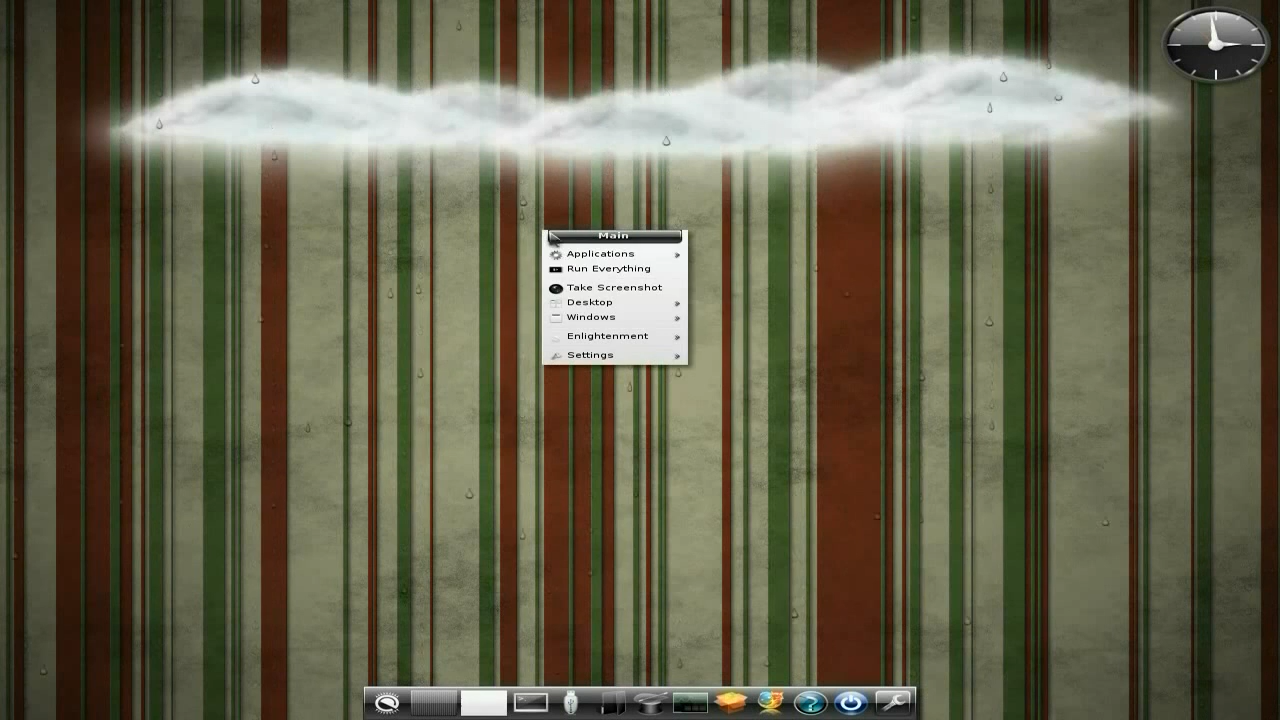 Main
Applications
Run Everything
Take Screenshot
Desktop
Windows
Enlightenment
Settings